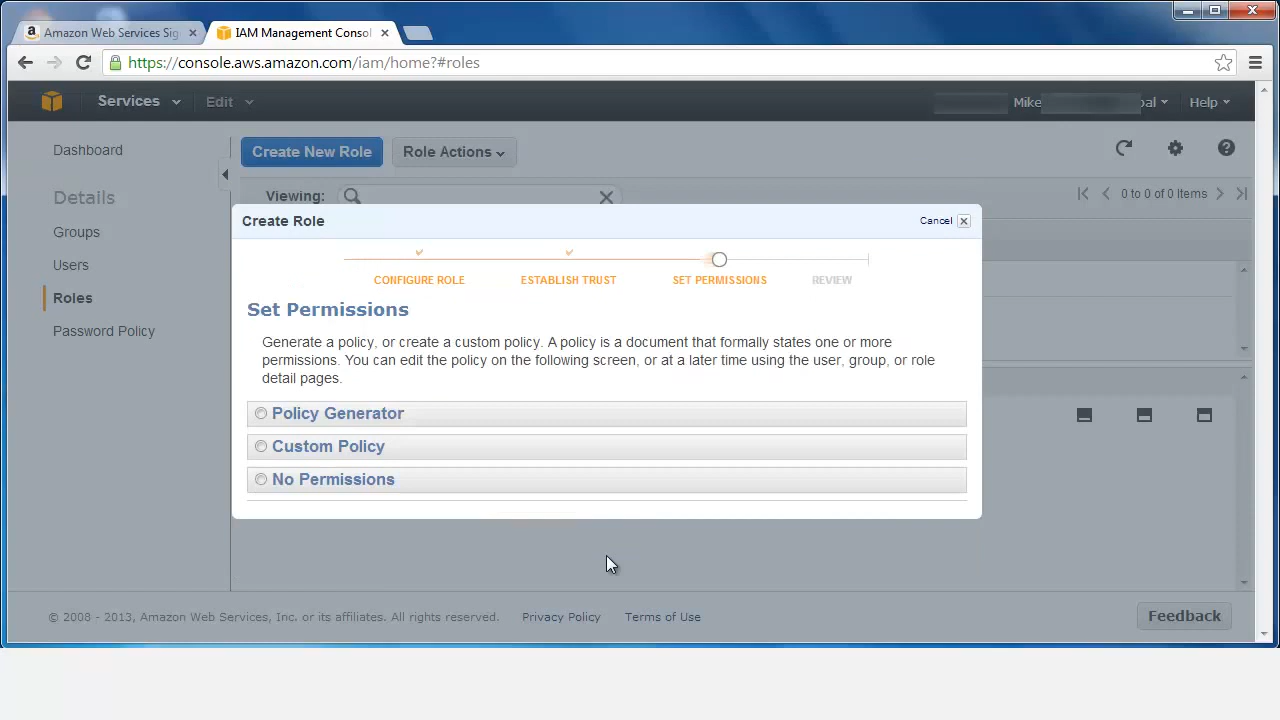 Amazon Web Services Sig
IAM Management Consol
https://console.aws.amazon.com/iam/home?#roles
Services Edit Mike pal Help
Dashboard
Details
Groups
Users
Roles
Password Policy
Create New Role Role Actions
Viewing: 0 to 0 of 0 Items
Create Role Cancel
CONFIGURE ROLE ESTABLISH TRUST SET PERMISSIONS REVIEW
Set Permissions
Generate a policy, or create a custom policy. A policy is a document that formally states one or more
permissions. You can edit the policy on the following screen, or at a later time using the user, group, or role
detail pages.
Policy Generator
Custom Policy
No Permissions
© 2008 - 2013, Amazon Web Services, Inc. or its affiliates. All rights reserved. Privacy Policy Terms of Use Feedback